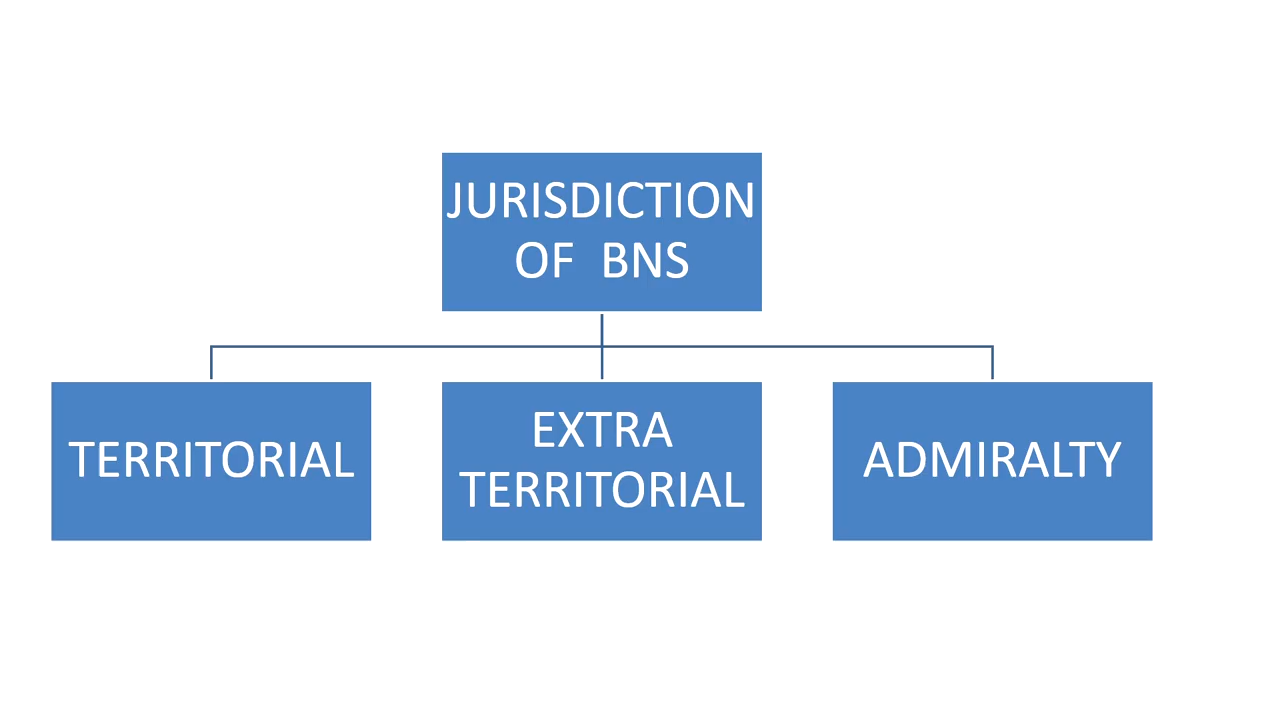 JURISDICTION
OF BNS
TERRITORIAL
EXTRA
TERRITORIAL
ADMIRALTY